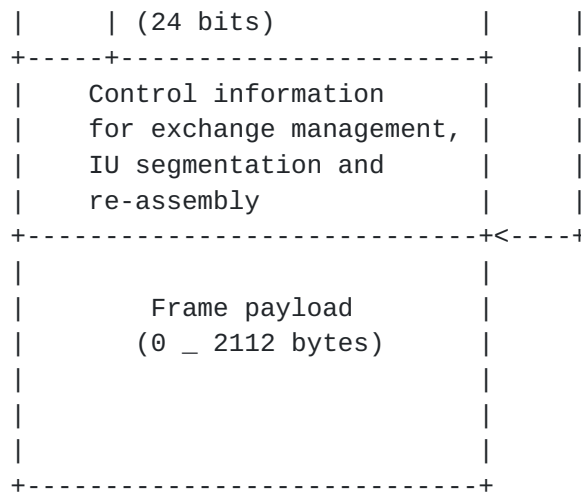 |     | (24 bits)             |     |
+-----+-----------------------+     |
|    Control information      |     |
|    for exchange management, |     |
|    IU segmentation and      |     |
|    re-assembly              |     |
+-----------------------------+<----+
|                             |
|       Frame payload         |
|      (0 _ 2112 bytes)       |
|                             |
|                             |
|                             |
+-----------------------------+